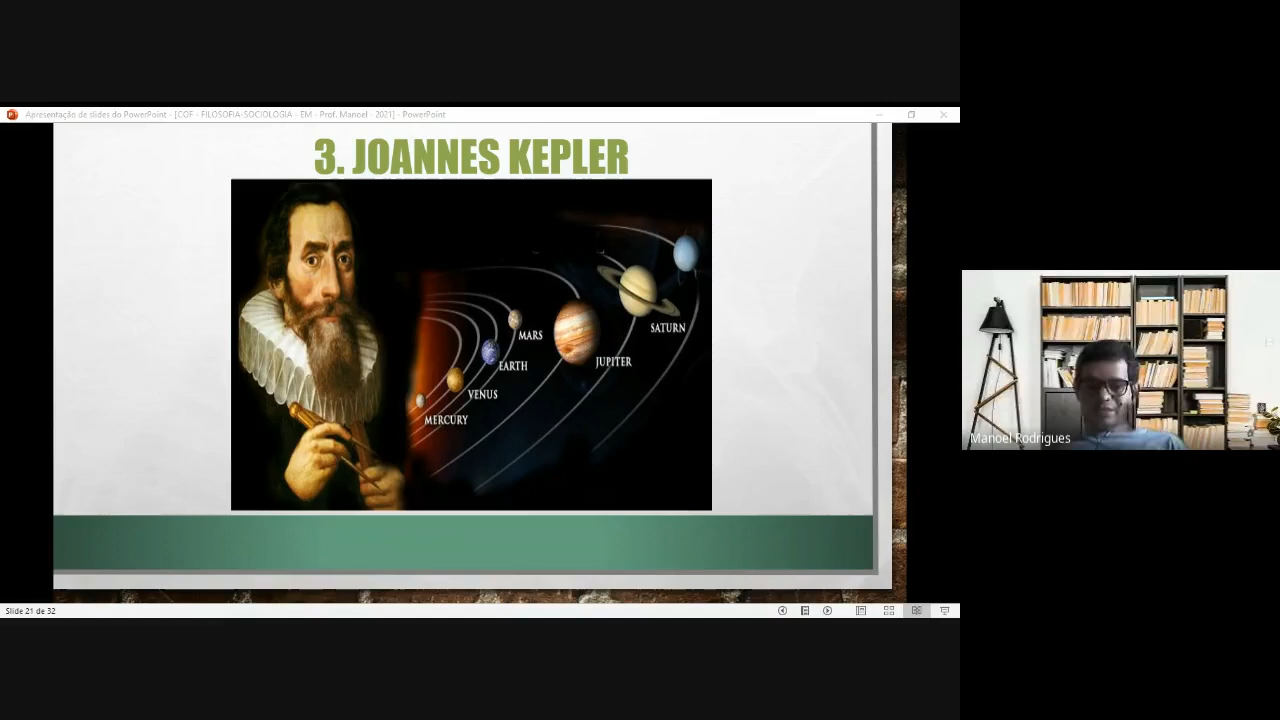 Apresentação de slides do PowerPoint - [COF - FILOSOFIA-SOCIOLOGIA - EM - Prof. Manoel - 2021] - PowerPoint
3. JOANNES KEPLER
MARS
SATURN
EARTH
JUPITER
VENUS
MERCURY
Manoel Rodrigues
Slide 21 de 32